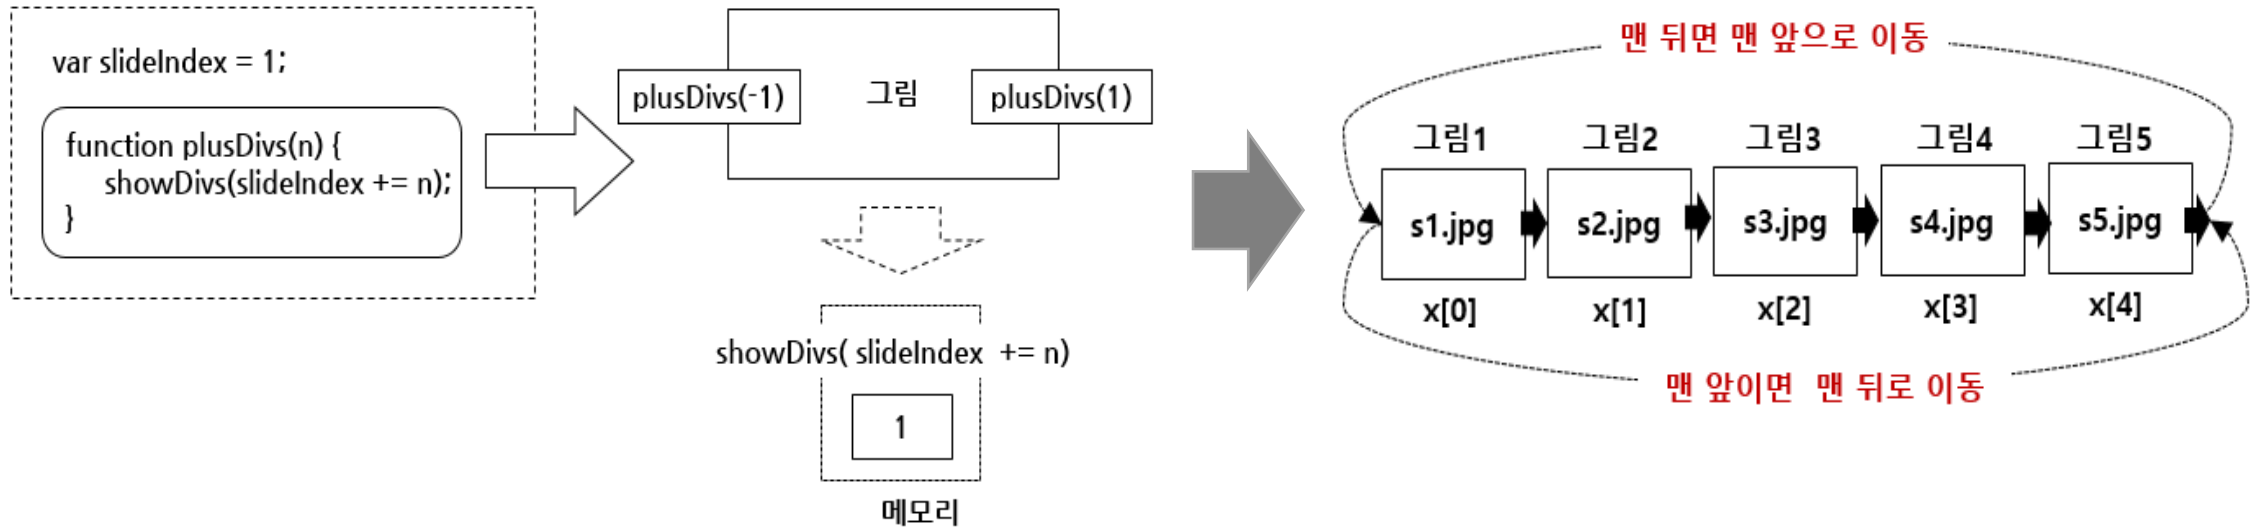 var slideIndex = 1;
function plusDivs(n) {
showDivs(slideIndex += n);
}
plusDivs(-1)
그림
plusDivs(1)
showDivs( slideIndex += n)
1
메모리
맨 뒤면 맨 앞으로 이동
그림1 그림2 그림3 그림4 그림5
s1.jpg s2.jpg s3.jpg s4.jpg s5.jpg
x[0] x[1] x[2] x[3] x[4]
맨 앞이면 맨 뒤로 이동